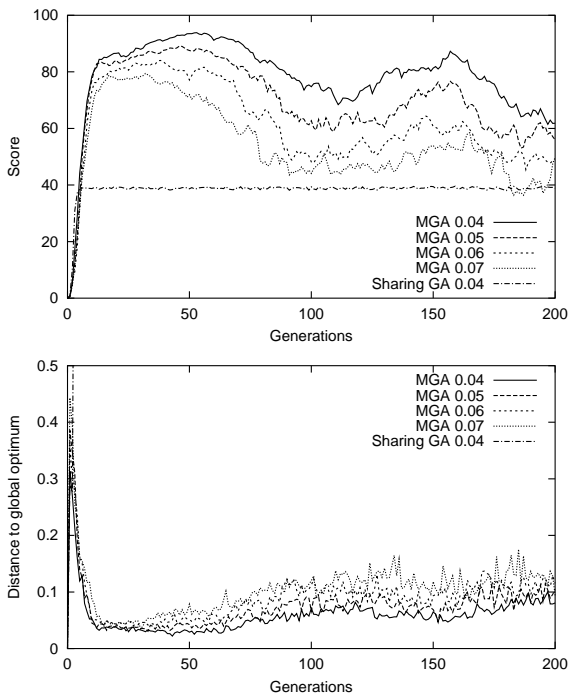 100
80
60
40
20
0
Score
MGA 0.04
MGA 0.05
MGA 0.06
MGA 0.07
Sharing GA 0.04
0 50 100 150 200
Generations
0.5
0.4
0.3
0.2
0.1
0
Distance to global optimum
MGA 0.04
MGA 0.05
MGA 0.06
MGA 0.07
Sharing GA 0.04
0 50 100 150 200
Generations